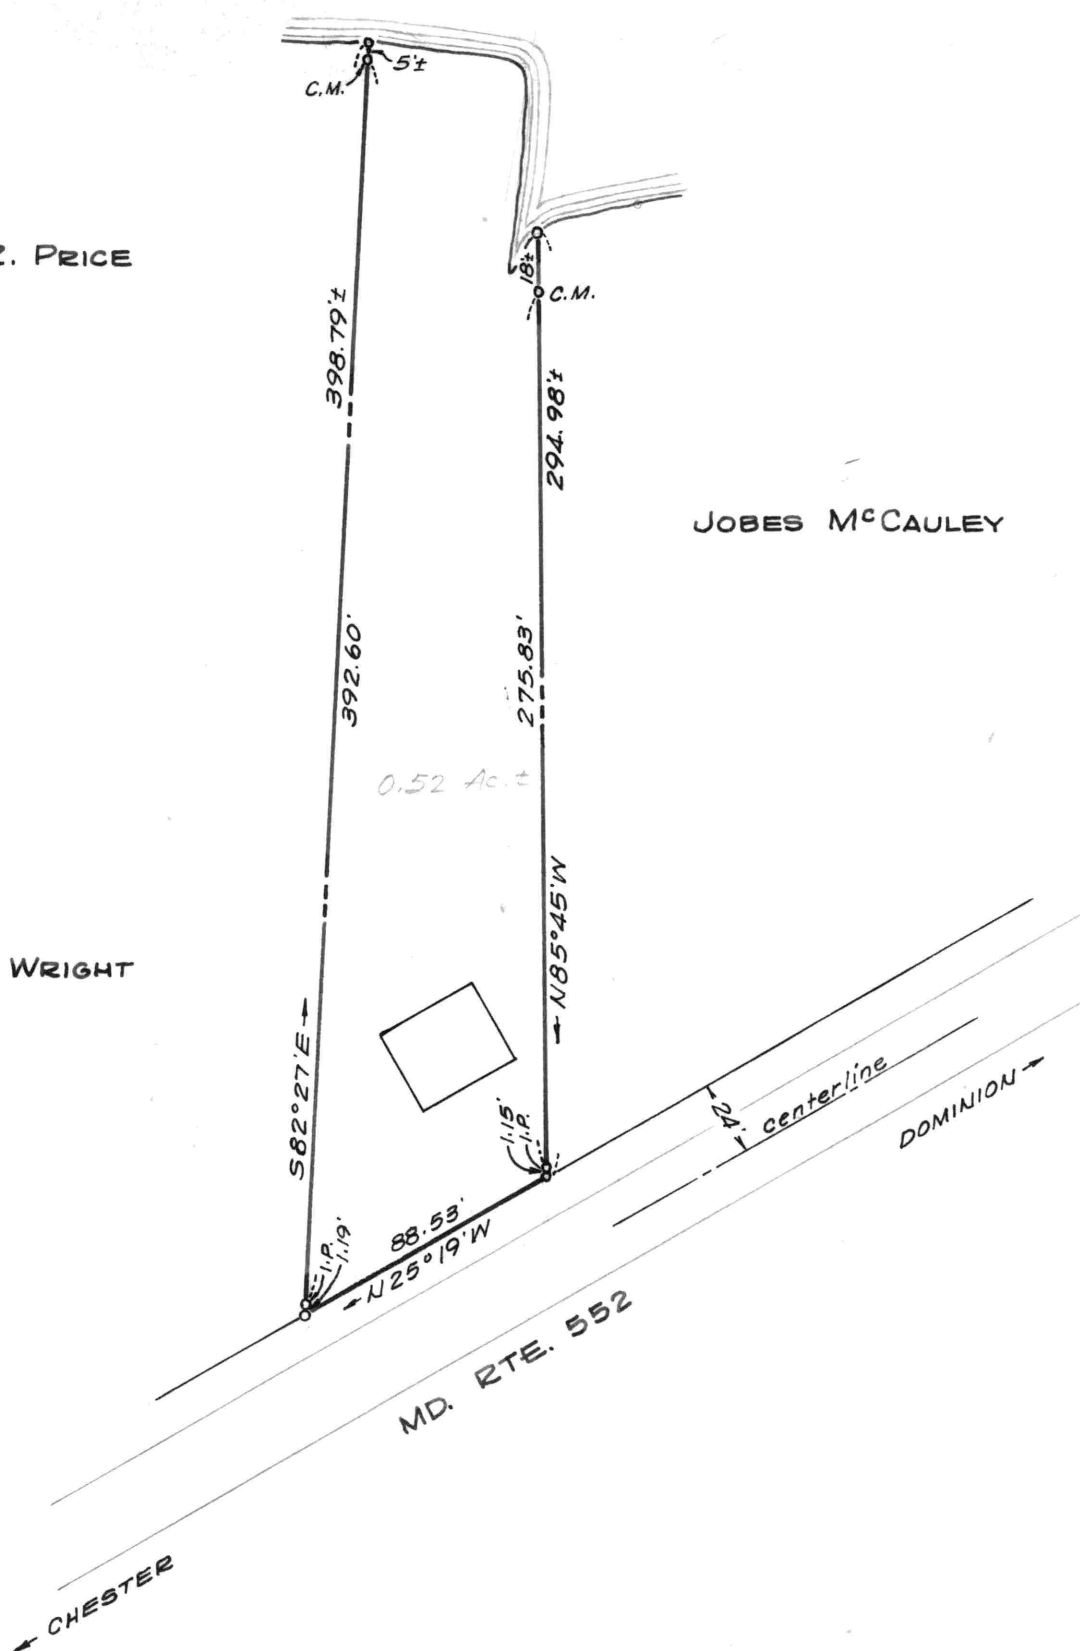 5'±
C.M.
Z. PRICE
18'±
C.M.
398.79'±
294.98'±
JOBES McCAULEY
392.60'
275.83'
0.52 Ac.±
N85°45'W
WRIGHT
S82°27'E
centerline
24'
DOMINION
1.15'
I.P.
88.53'
N25°19'W
I.P.
1.19'
MD. RTE. 552
CHESTER